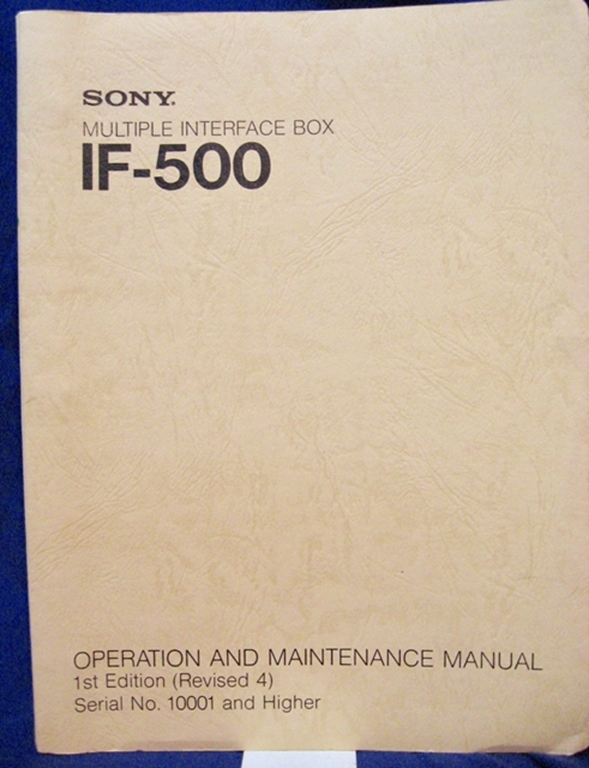 SONY.
MULTIPLE INTERFACE BOX
IF-500
OPERATION AND MAINTENANCE MANUAL
1st Edition (Revised 4)
Serial No. 10001 and Higher